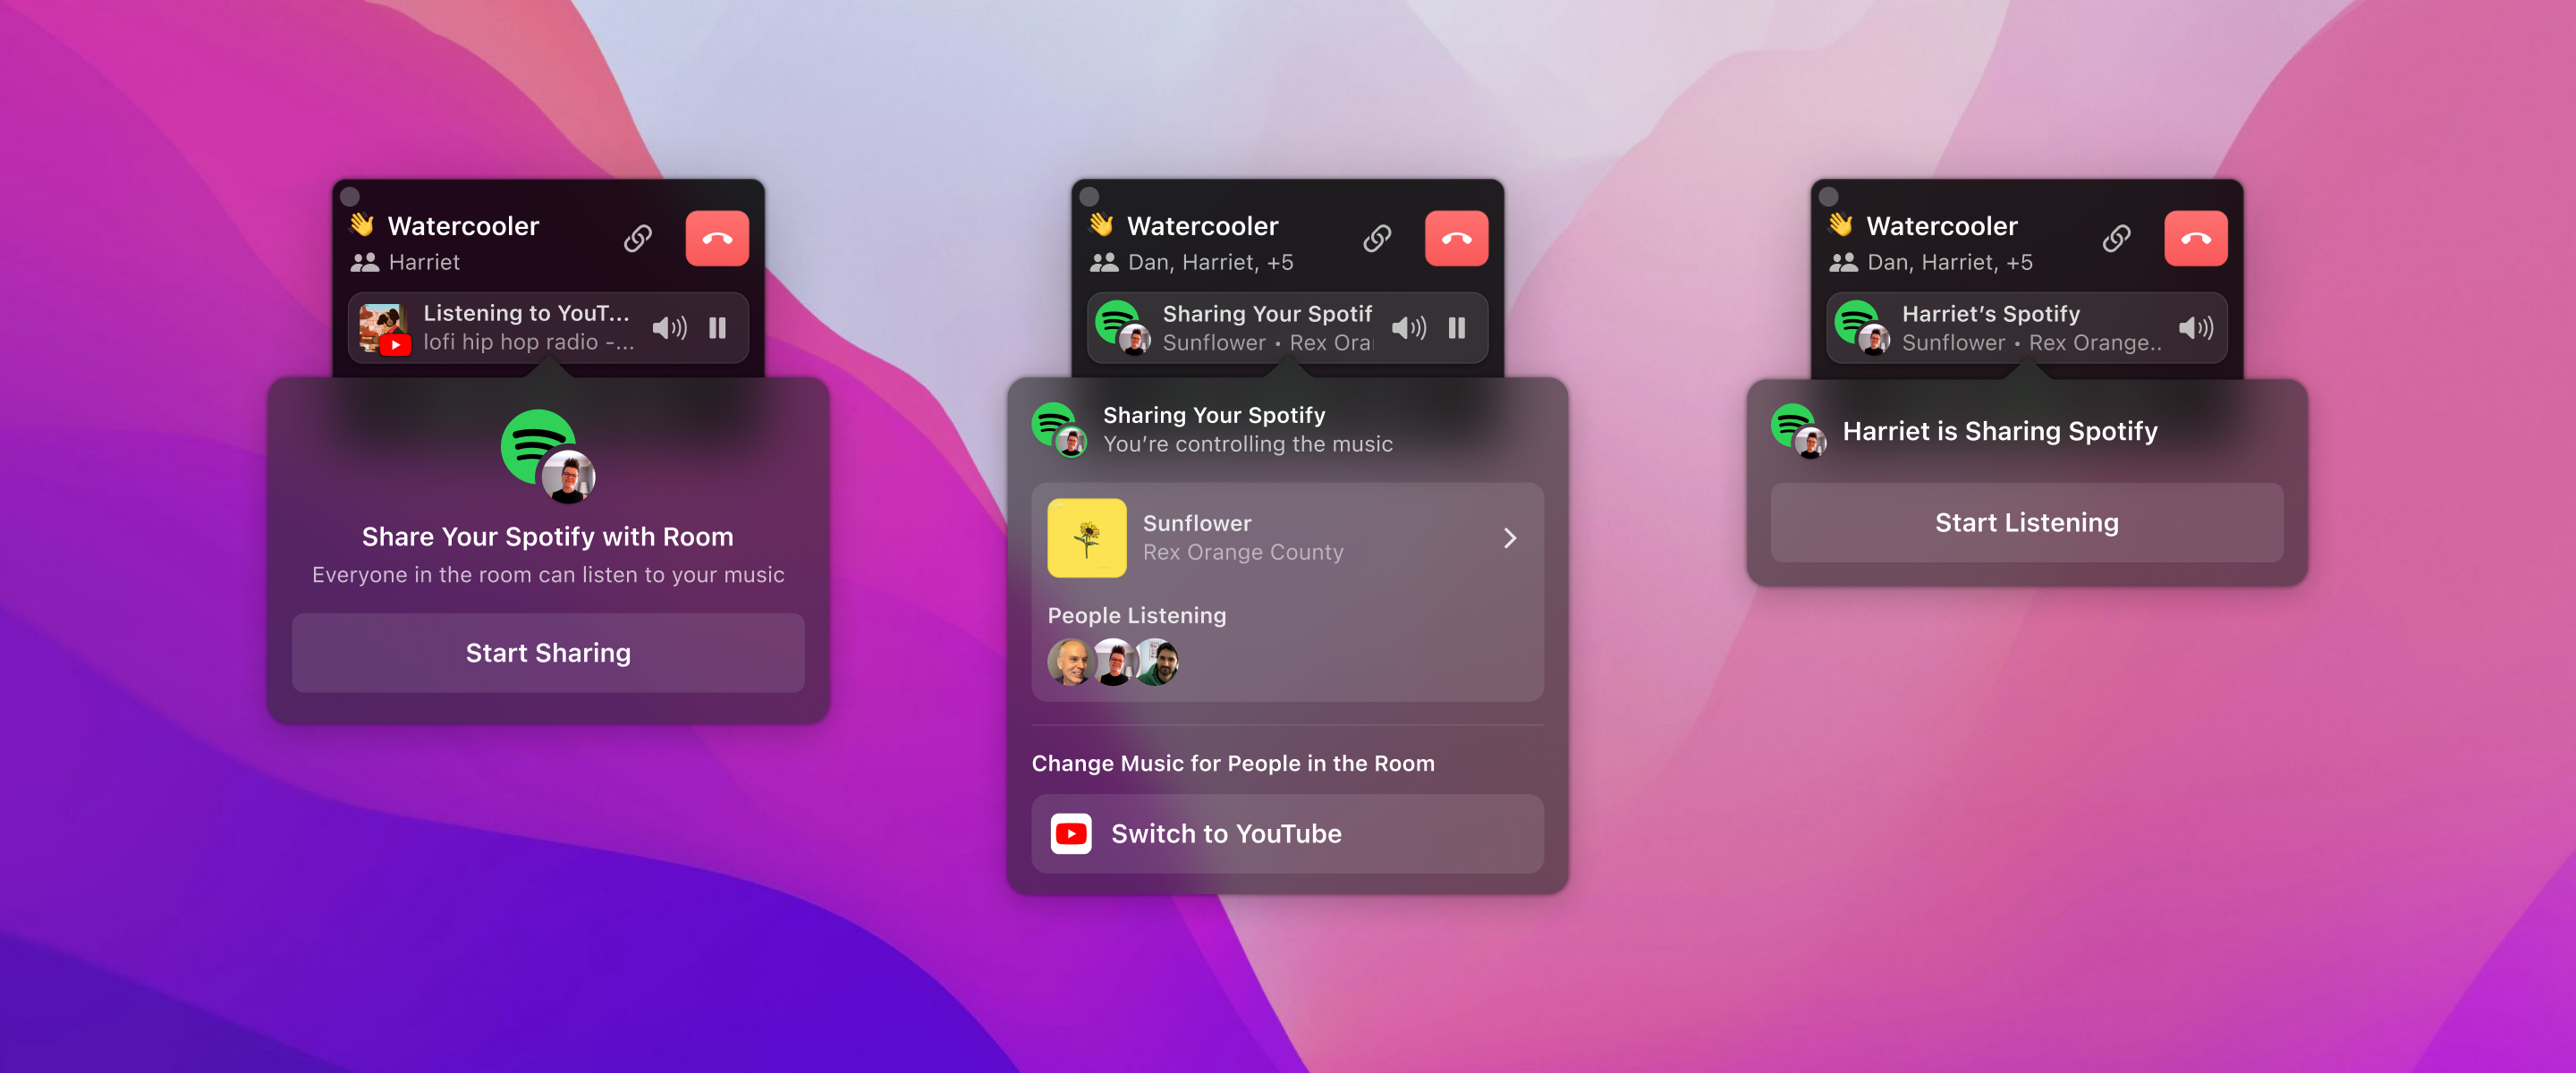 Watercooler
Harriet
Listening to YouT...
lofi hip hop radio -...
Share Your Spotify with Room
Everyone in the room can listen to your music
Start Sharing
Watercooler
Dan, Harriet, +5
Sharing Your Spotif
Sunflower • Rex Ora
Sharing Your Spotify
You’re controlling the music
Sunflower
Rex Orange County
People Listening
Change Music for People in the Room
Switch to YouTube
Watercooler
Dan, Harriet, +5
Harriet’s Spotify
Sunflower • Rex Orange..
Harriet is Sharing Spotify
Start Listening